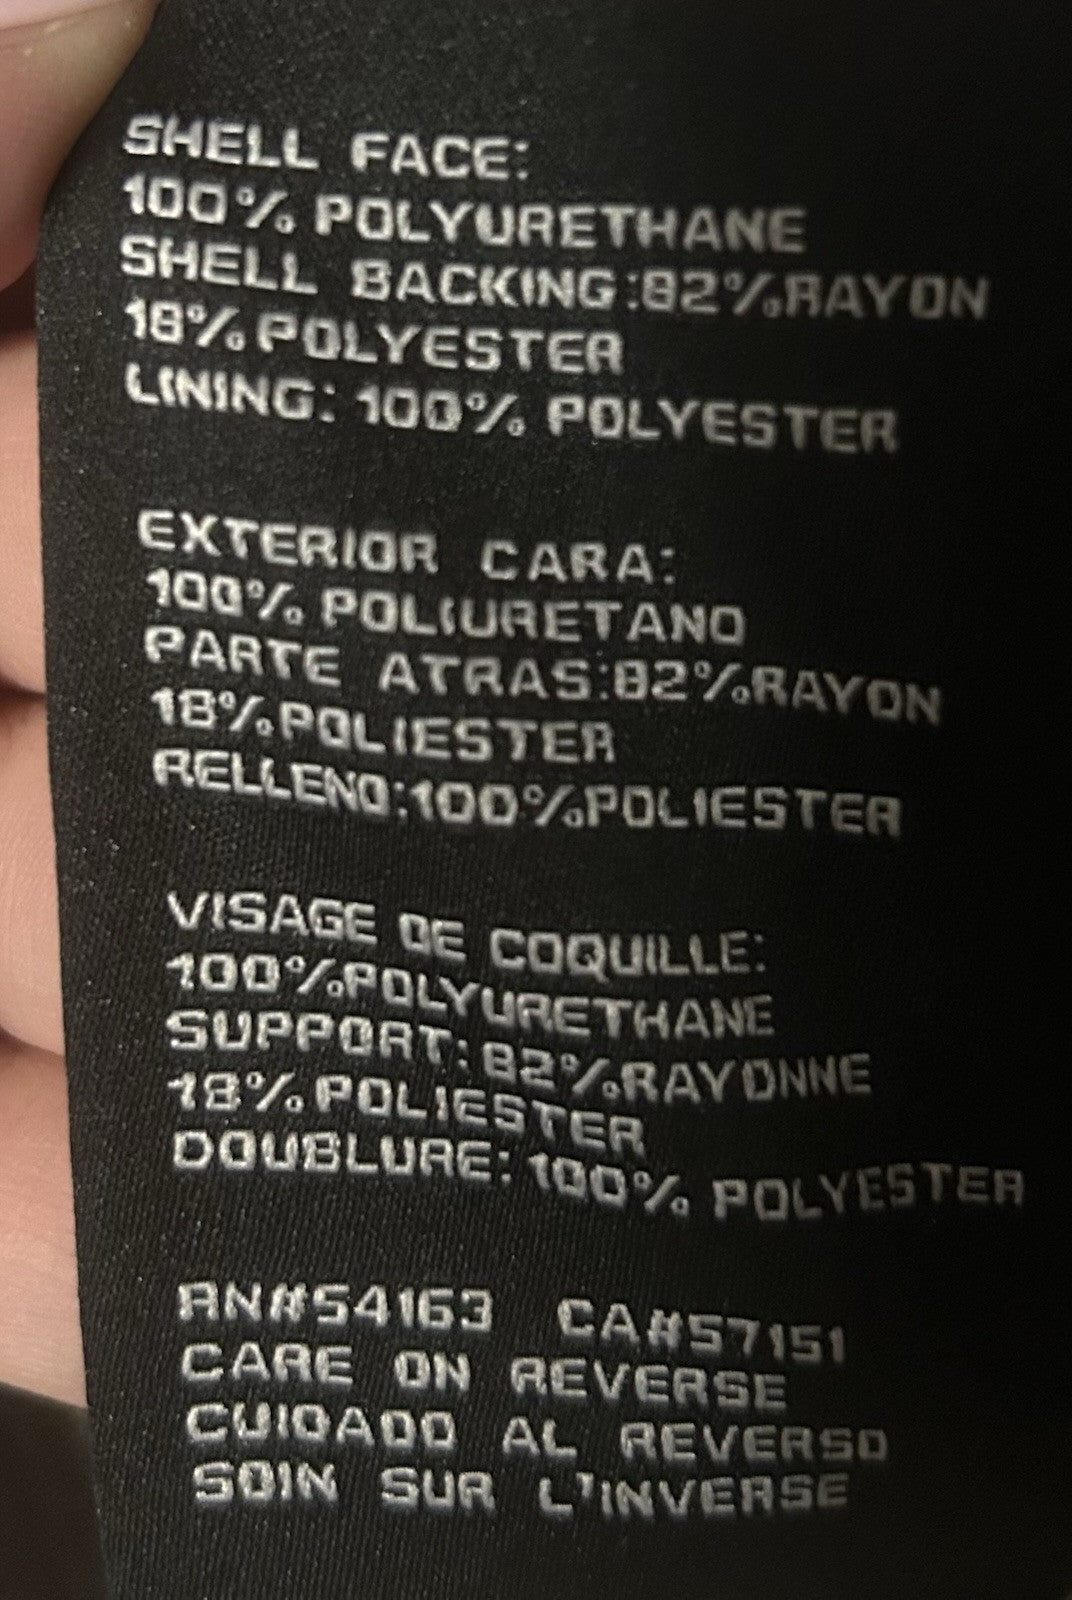 SHELL FACE:
100% POLYURETHANE
SHELL BACKING:82%RAYON
18%POLYESTER
LINING: 100% POLYESTER
EXTERIOR CARA:
100% POLIURETANO
PARTE ATRAS:82%RAYON
18%POLIESTER
RELLENO:100%POLIESTER
VISAGE DE COQUILLE:
100%POLYURETHANE
SUPPORT:82%RAYONNE
18%POLIESTER
DOUBLURE: 100% POLYESTER
RN#54163 CA#57151
CARE ON REVERSE
CUIDADO AL REVERSO
SOIN SUR L'INVERSE